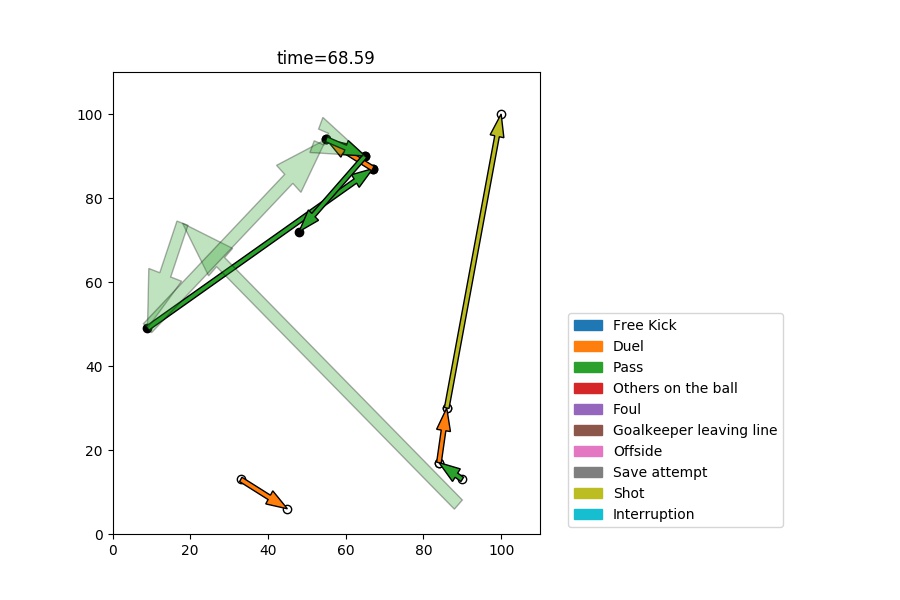 time=68.59
100
80
60
40
20
0
0 20 40 60 80 100
Free Kick
Duel
Pass
Others on the ball
Foul
Goalkeeper leaving line
Offside
Save attempt
Shot
Interruption